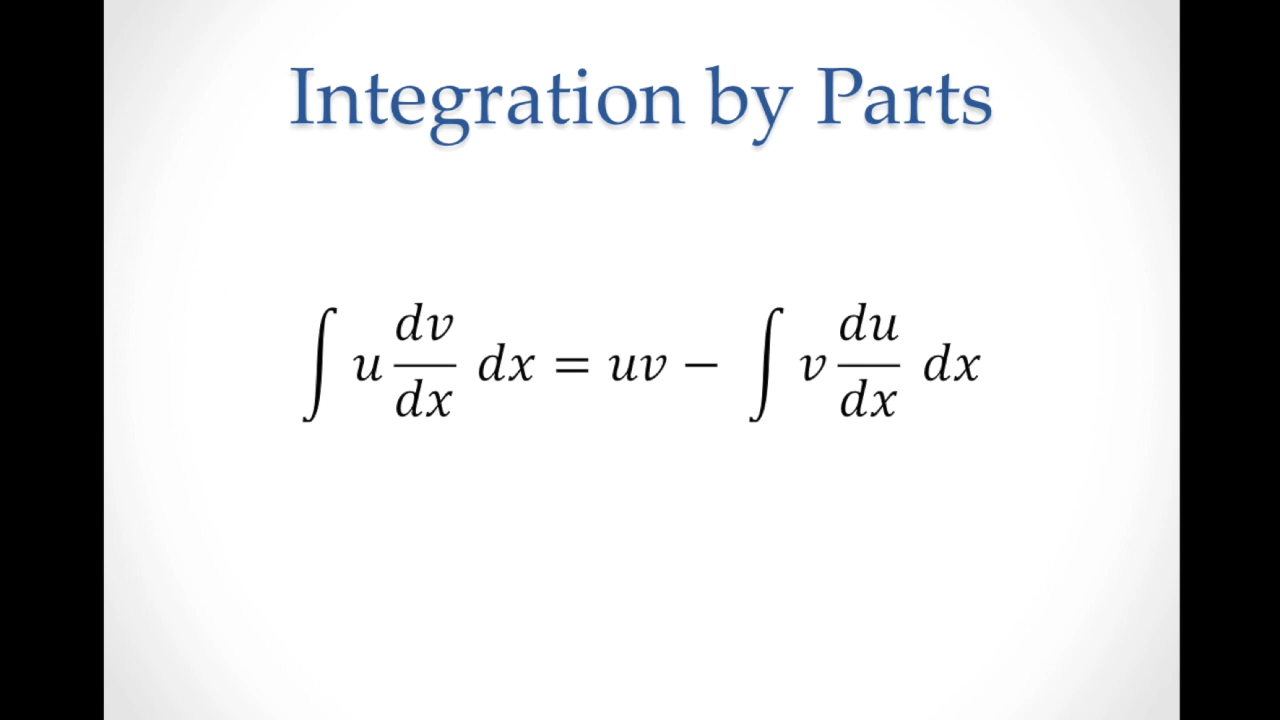 Integration by Parts
∫ u dv/dx dx = uv − ∫ v du/dx dx